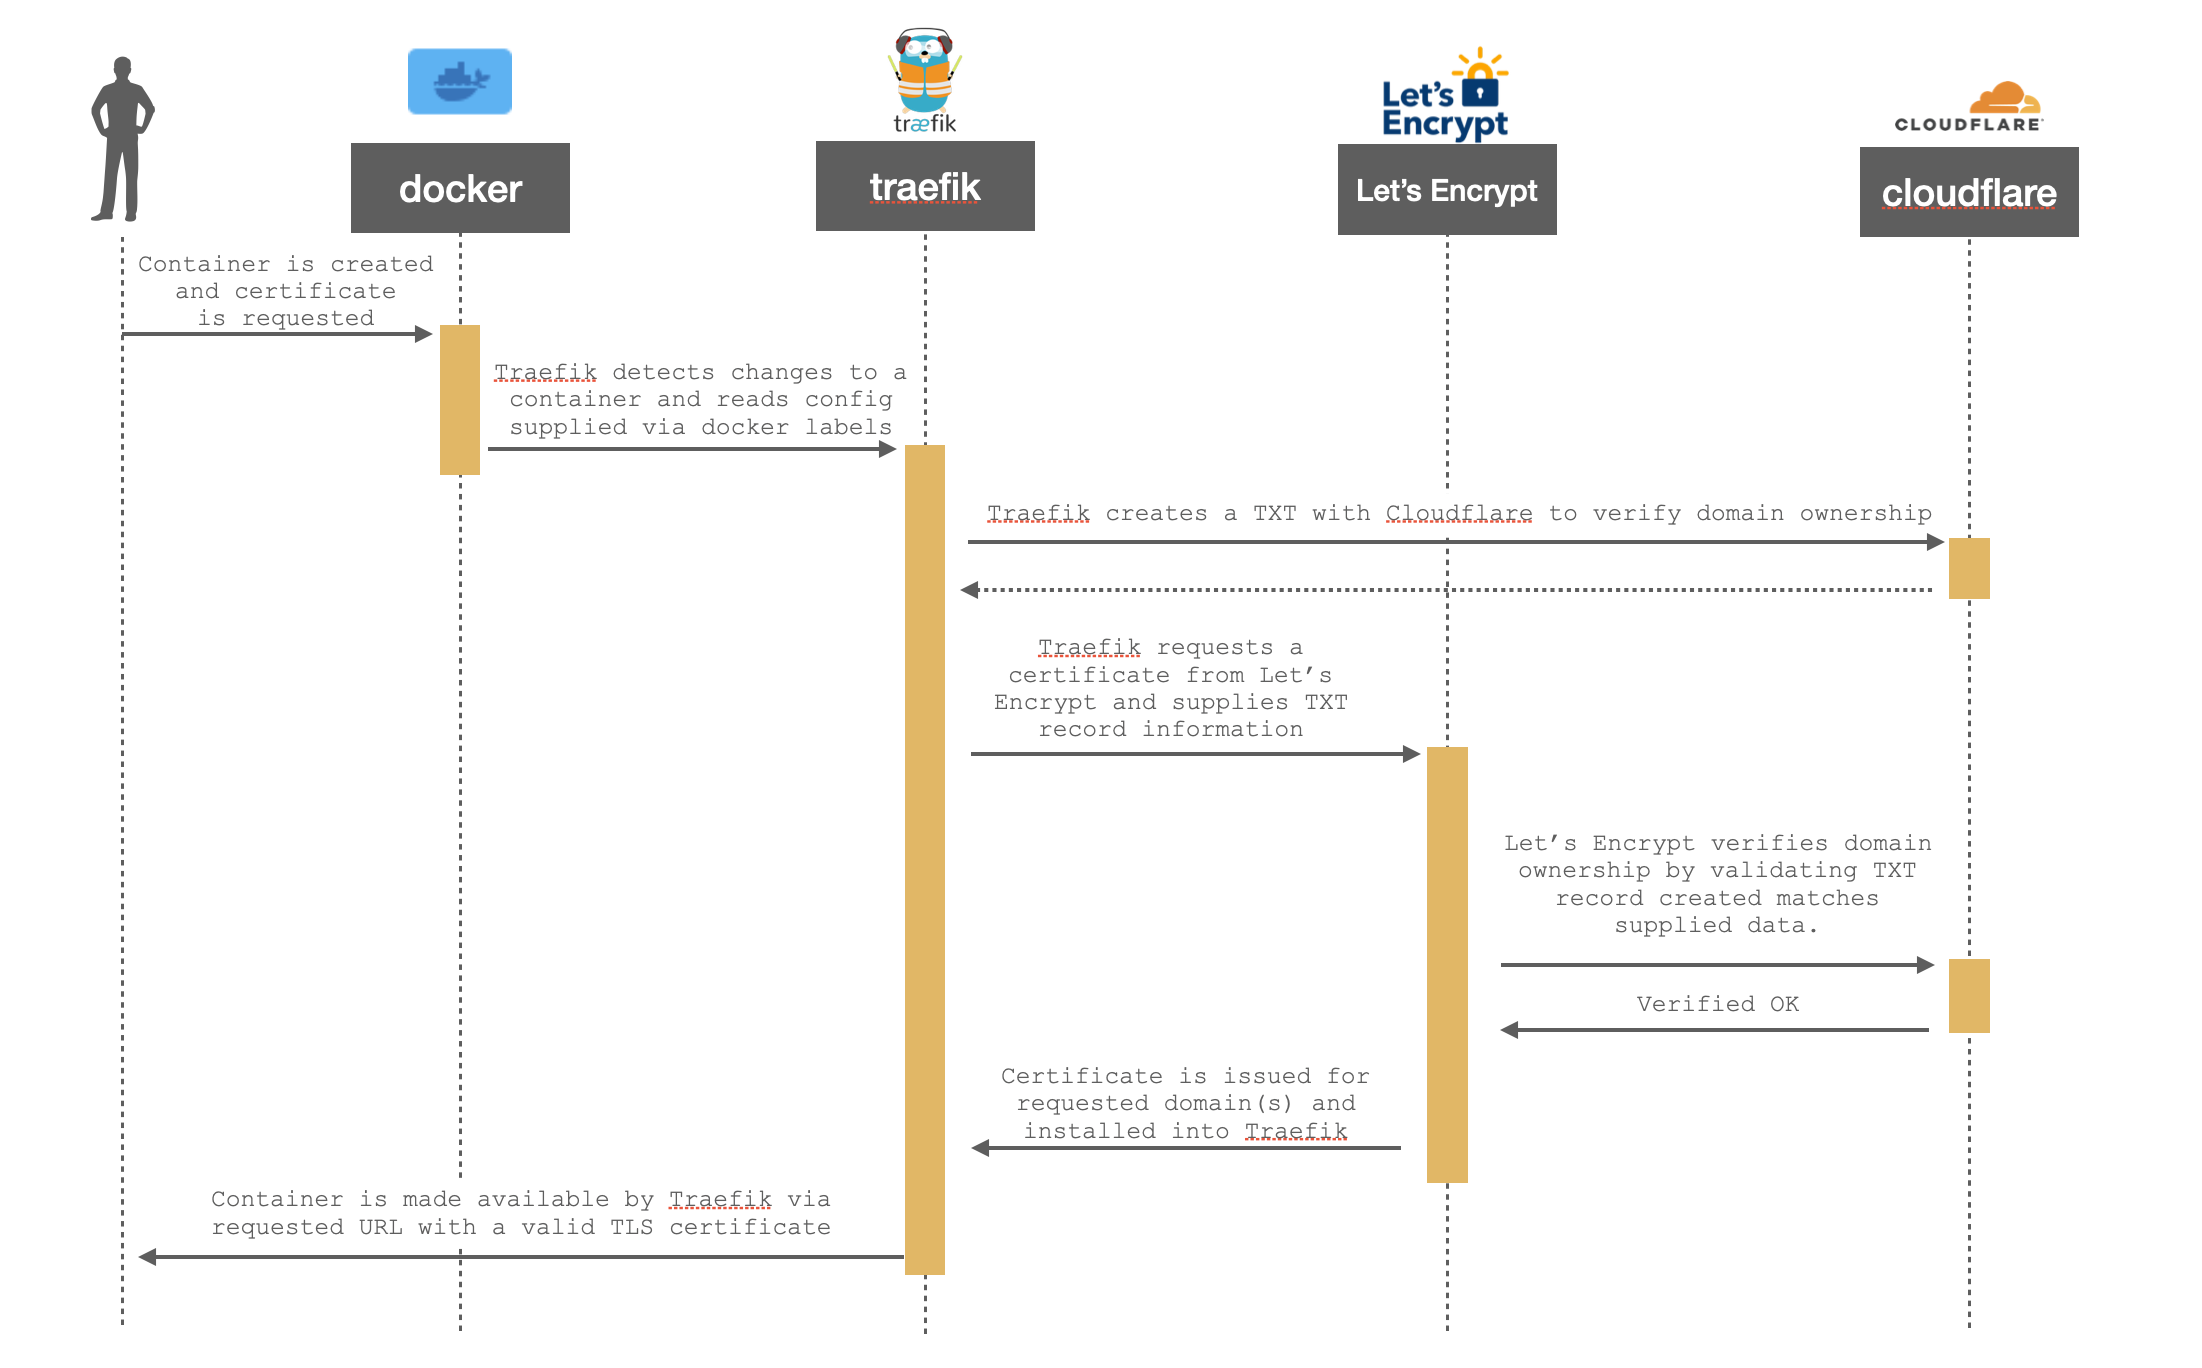 træfik
Let's
Encrypt
CLOUDFLARE
docker
traefik
Let’s Encrypt
cloudflare
Container is created
and certificate
is requested
Traefik detects changes to a
container and reads config
supplied via docker labels
Traefik creates a TXT with Cloudflare to verify domain ownership
Traefik requests a
certificate from Let’s
Encrypt and supplies TXT
record information
Let’s Encrypt verifies domain
ownership by validating TXT
record created matches
supplied data.
Verified OK
Certificate is issued for
requested domain(s) and
installed into Traefik
Container is made available by Traefik via
requested URL with a valid TLS certificate